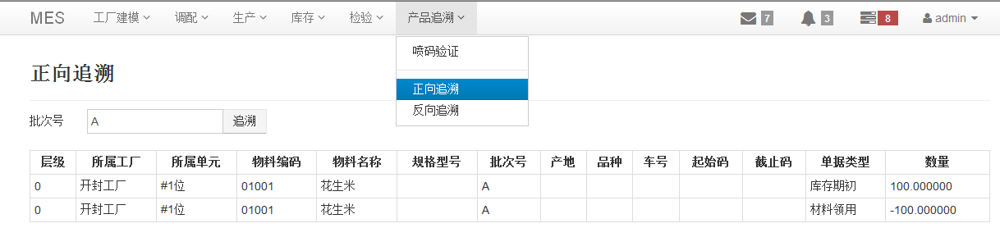 MES 工厂建模 调配 生产 库存 检验 产品追溯 7 3 8 admin
喷码验证
正向追溯
反向追溯
正向追溯
批次号 A 追溯
层级 所属工厂 所属单元 物料编码 物料名称 规格型号 批次号 产地 品种 车号 起始码 截止码 单据类型 数量
0 开封工厂 #1位 01001 花生米 A 库存期初 100.000000
0 开封工厂 #1位 01001 花生米 A 材料领用 -100.000000